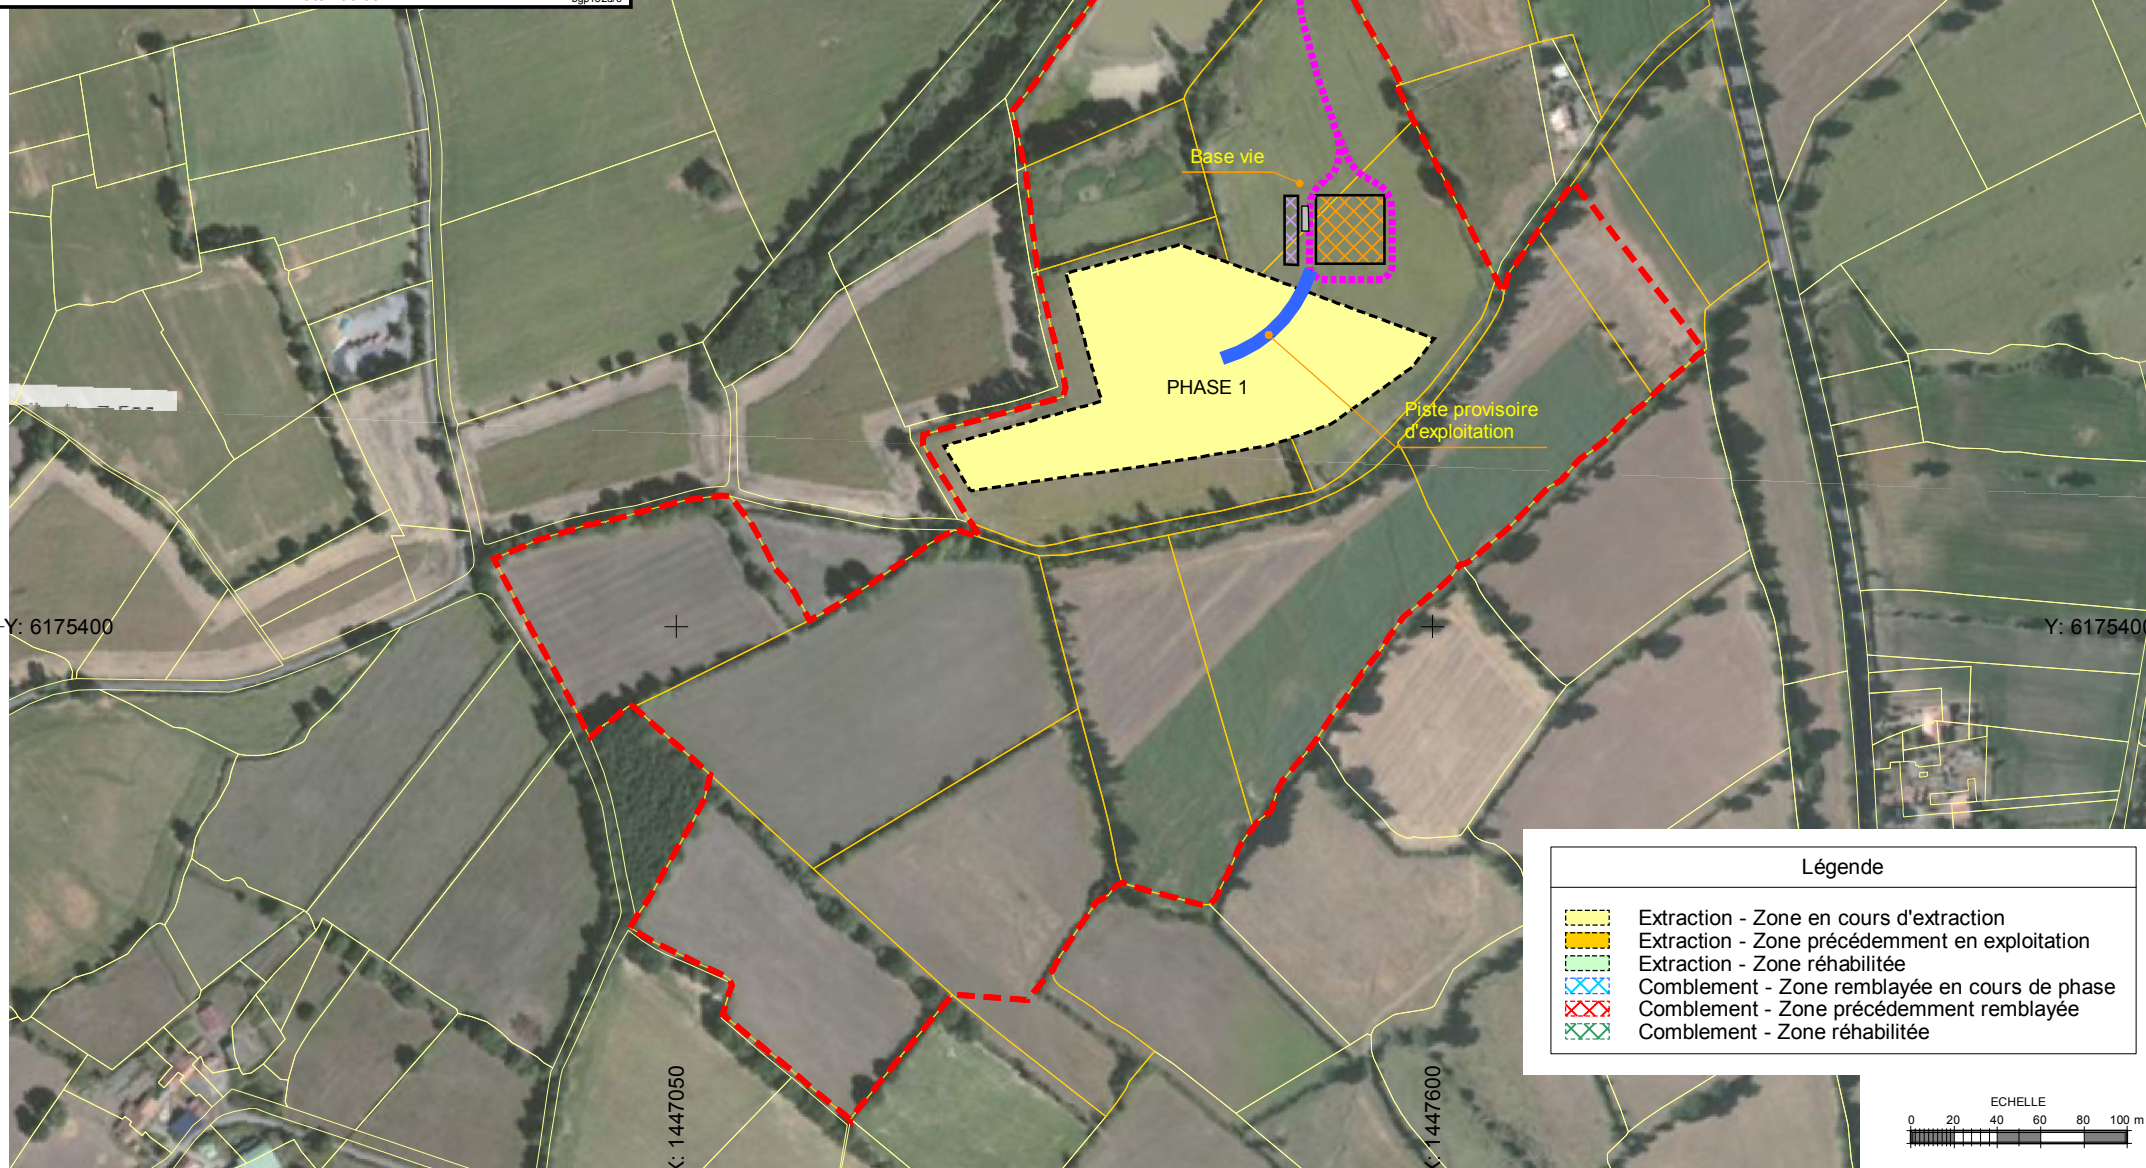 Base vie
PHASE 1
Piste provisoire
d'exploitation
Y: 6175400
Y: 6175400
X: 1447050
X: 1447600
Légende
Extraction - Zone en cours d'extraction
Extraction - Zone précédemment en exploitation
Extraction - Zone réhabilitée
Comblement - Zone remblayée en cours de phase
Comblement - Zone précédemment remblayée
Comblement - Zone réhabilitée
ECHELLE
0 20 40 60 80 100 m